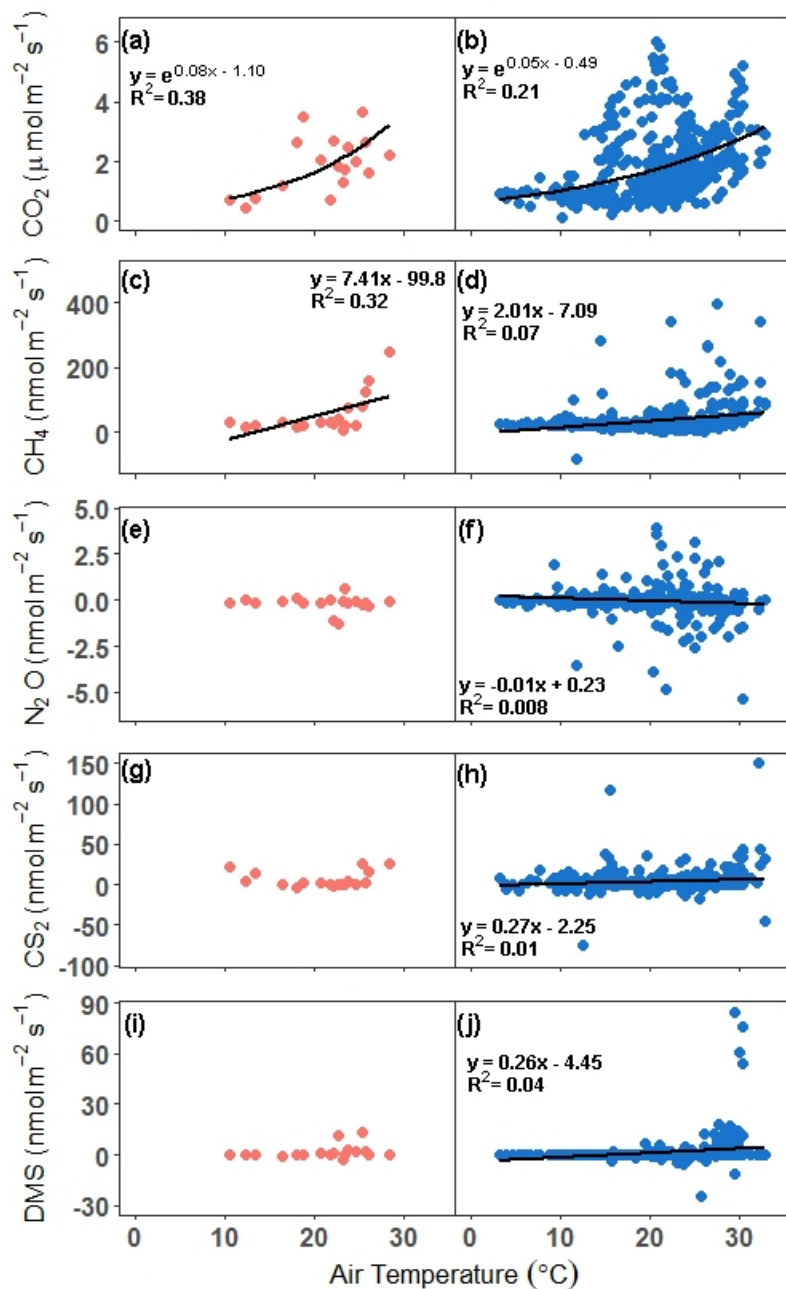 CO₂ (μ mol m⁻² s⁻¹)
6
4
2
0
(a)
y = e^0.08x - 1.10
R² = 0.38
(b)
y = e^0.05x - 0.49
R² = 0.21
CH₄ (nmol m⁻² s⁻¹)
400
200
0
(c)
y = 7.41x - 99.8
R² = 0.32
(d)
y = 2.01x - 7.09
R² = 0.07
N₂ O (nmol m⁻² s⁻¹)
5.0
2.5
0.0
-2.5
-5.0
(e)
(f)
y = -0.01x + 0.23
R² = 0.008
CS₂ (nmol m⁻² s⁻¹)
150
100
50
0
-50
-100
(g)
(h)
y = 0.27x - 2.25
R² = 0.01
DMS (nmol m⁻² s⁻¹)
90
60
30
0
-30
(i)
(j)
y = 0.26x - 4.45
R² = 0.04
0 10 20 30 0 10 20 30
Air Temperature (°C)